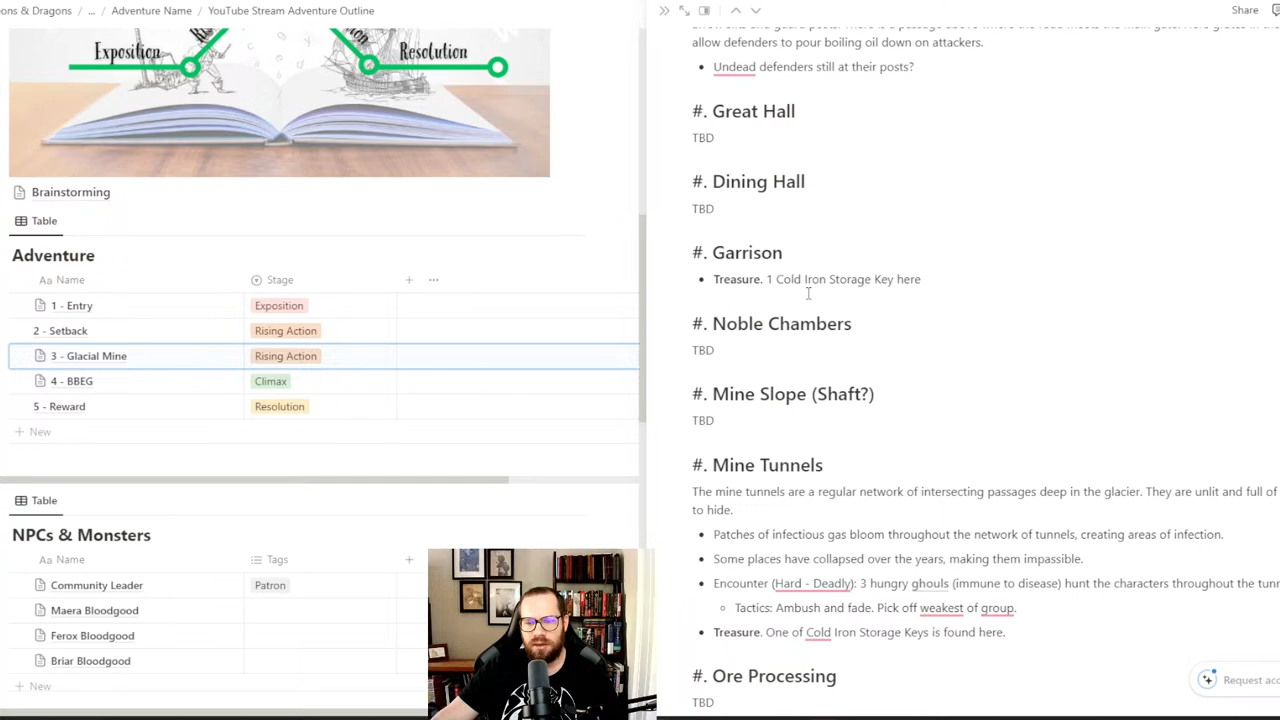 ons & Dragons / ... / Adventure Name / YouTube Stream Adventure Outline
Exposition
Resolution
Brainstorming
Table
Adventure
Aa Name
Stage
1 - Entry
Exposition
2 - Setback
Rising Action
3 - Glacial Mine
Rising Action
4 - BBEG
Climax
5 - Reward
Resolution
+ New
Table
NPCs & Monsters
Aa Name
Tags
Community Leader
Patron
Maera Bloodgood
Ferox Bloodgood
Briar Bloodgood
+ New
Share
allow defenders to pour boiling oil down on attackers.
Undead defenders still at their posts?
#. Great Hall
TBD
#. Dining Hall
TBD
#. Garrison
Treasure. 1 Cold Iron Storage Key here
#. Noble Chambers
TBD
#. Mine Slope (Shaft?)
TBD
#. Mine Tunnels
The mine tunnels are a regular network of intersecting passages deep in the glacier. They are unlit and full of
to hide.
Patches of infectious gas bloom throughout the network of tunnels, creating areas of infection.
Some places have collapsed over the years, making them impassible.
Encounter (Hard - Deadly): 3 hungry ghouls (immune to disease) hunt the characters throughout the tunn
Tactics: Ambush and fade. Pick off weakest of group.
Treasure. One of Cold Iron Storage Keys is found here.
#. Ore Processing
TBD
Request acc